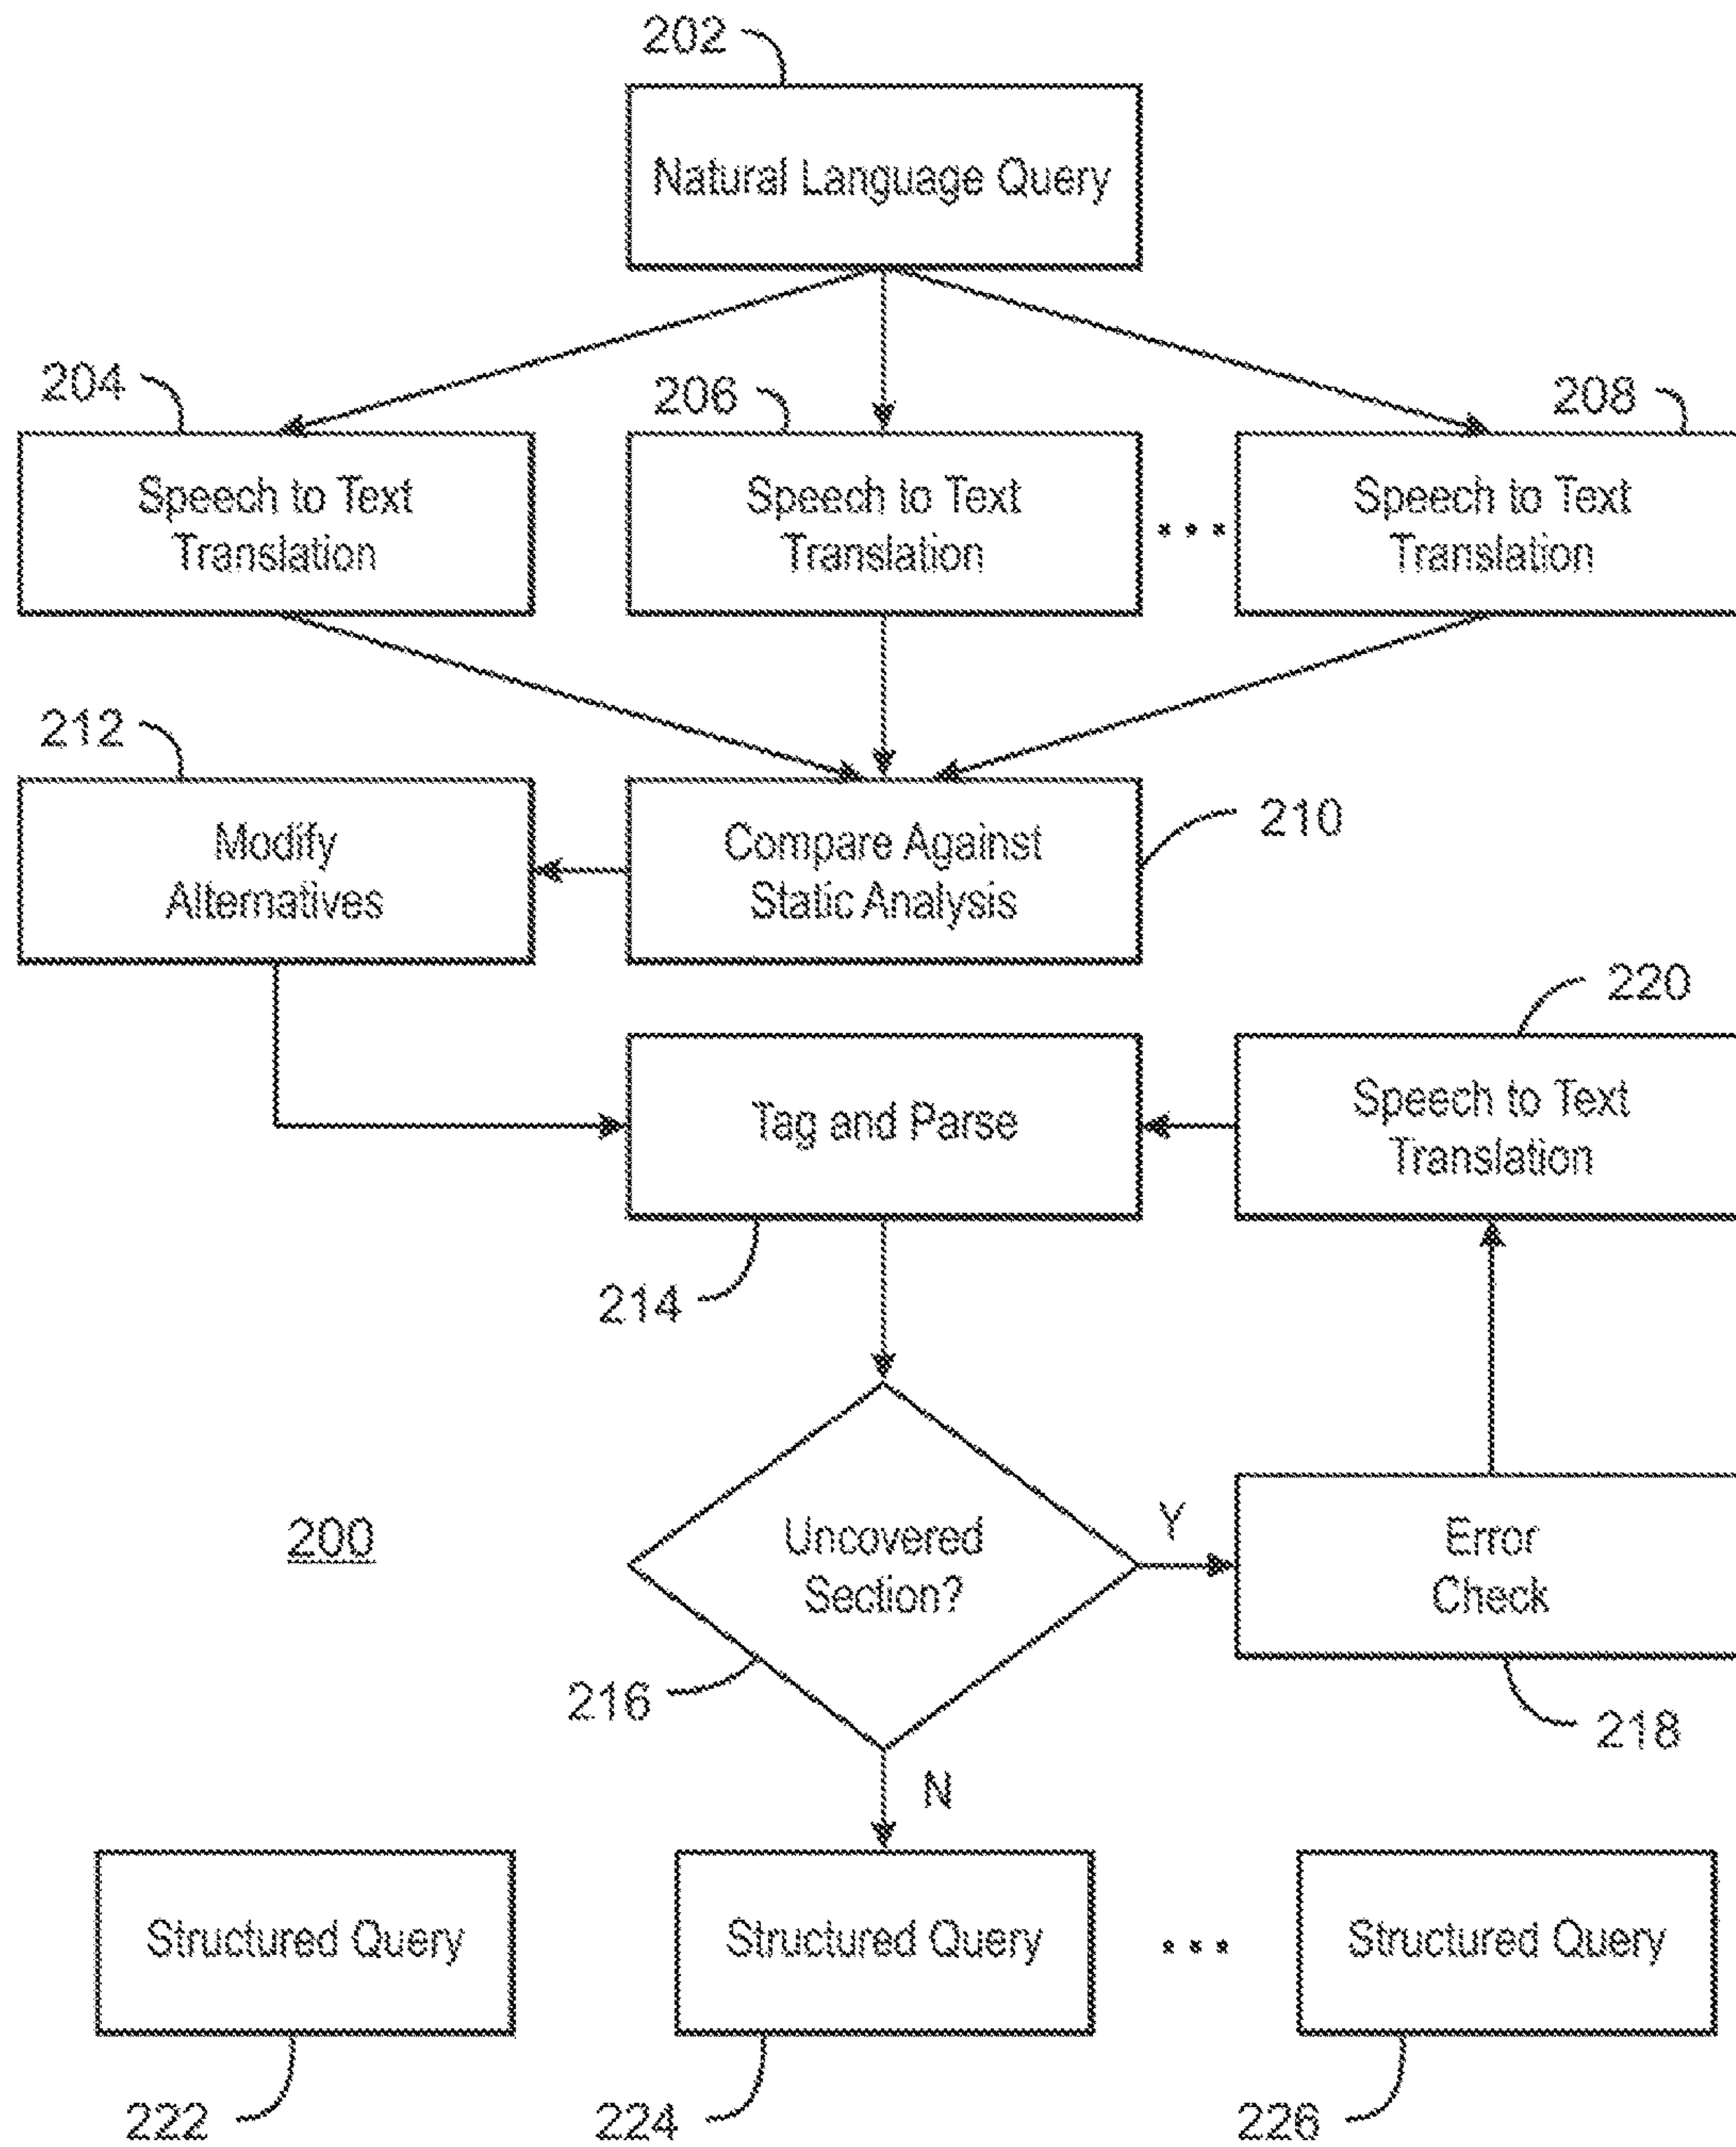 202
Natural Language Query
204
206
208
Speech to Text
Translation
Speech to Text
Translation
...
Speech to Text
Translation
212
Modify
Alternatives
Compare Against
Static Analysis
210
220
Tag and Parse
Speech to Text
Translation
214
200
Uncovered
Section?
Y
Error
Check
216
218
N
Structured Query
Structured Query
...
Structured Query
222
224
226